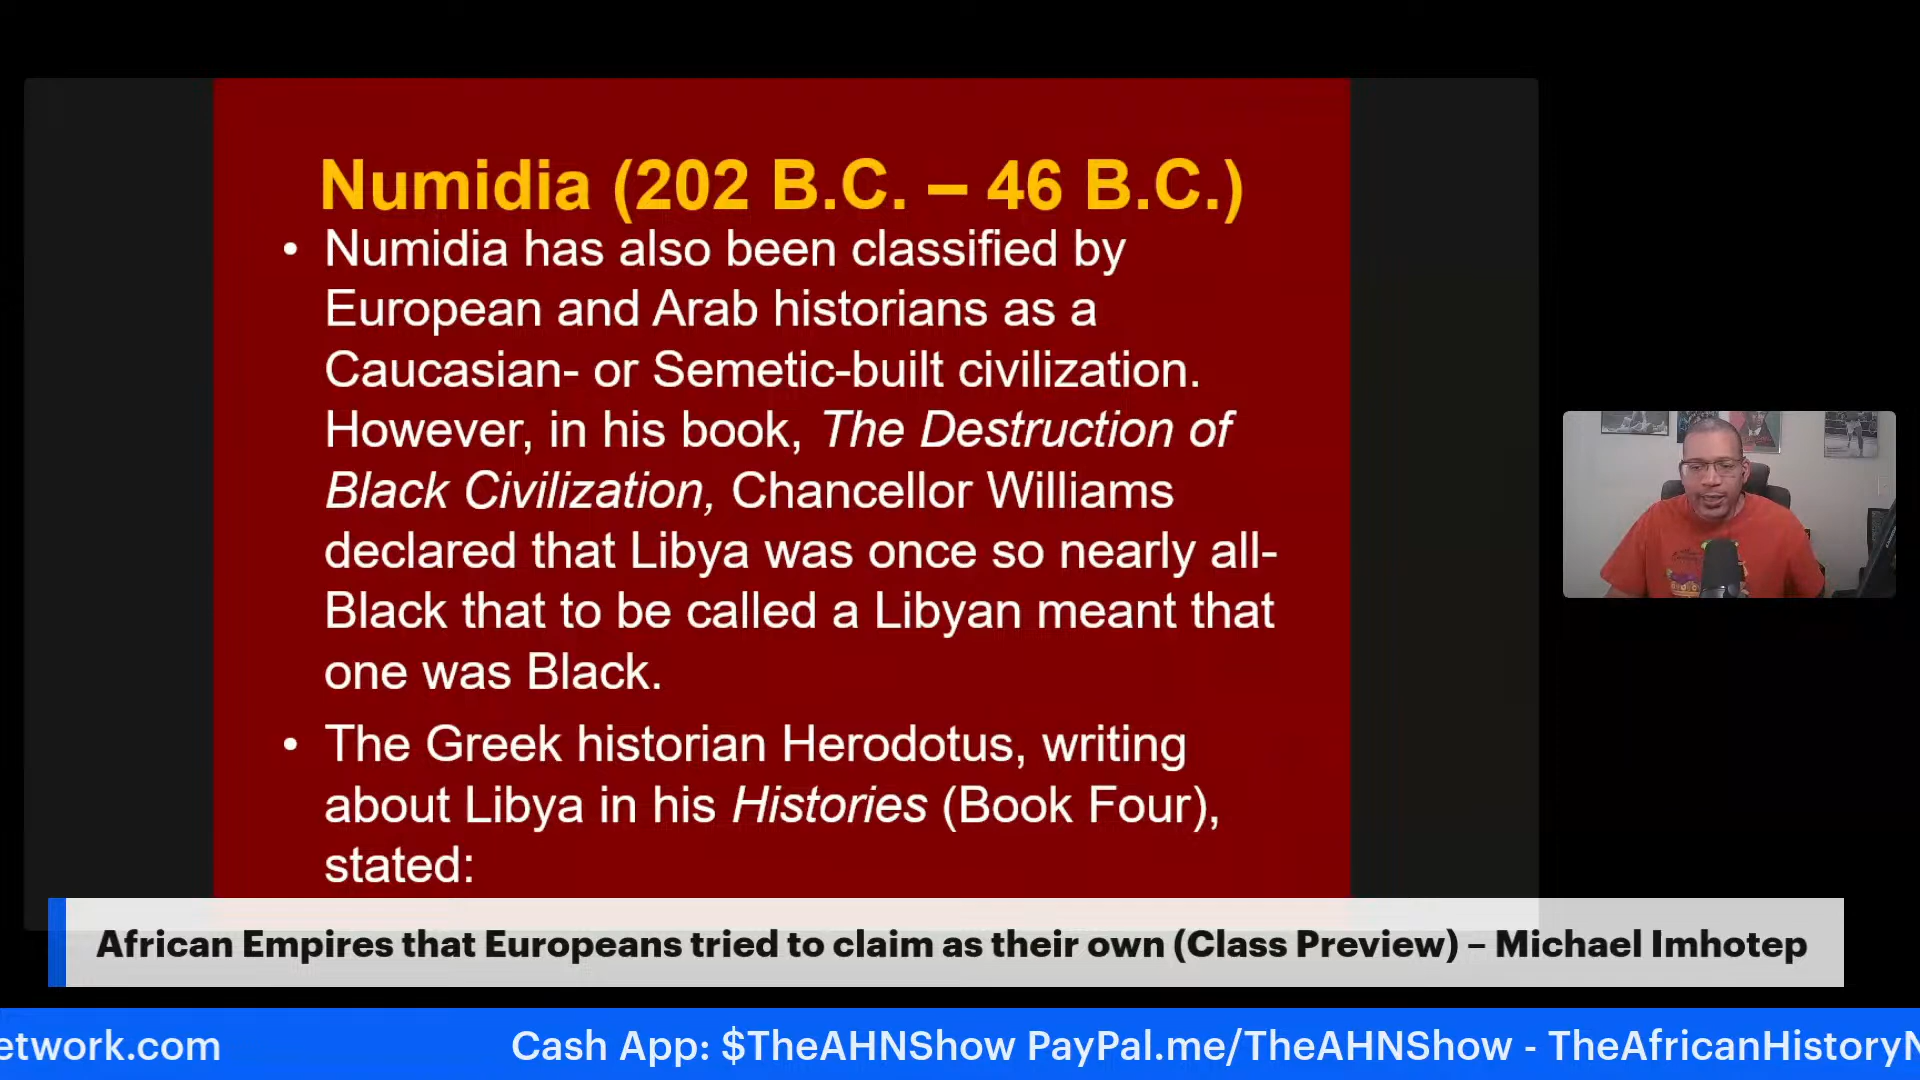 Numidia (202 B.C. – 46 B.C.)
• Numidia has also been classified by
European and Arab historians as a
Caucasian- or Semetic-built civilization.
However, in his book, The Destruction of
Black Civilization, Chancellor Williams
declared that Libya was once so nearly all-
Black that to be called a Libyan meant that
one was Black.
• The Greek historian Herodotus, writing
about Libya in his Histories (Book Four),
stated:
African Empires that Europeans tried to claim as their own (Class Preview) – Michael Imhotep
etwork.com Cash App: $TheAHNShow PayPal.me/TheAHNShow - TheAfricanHistoryN